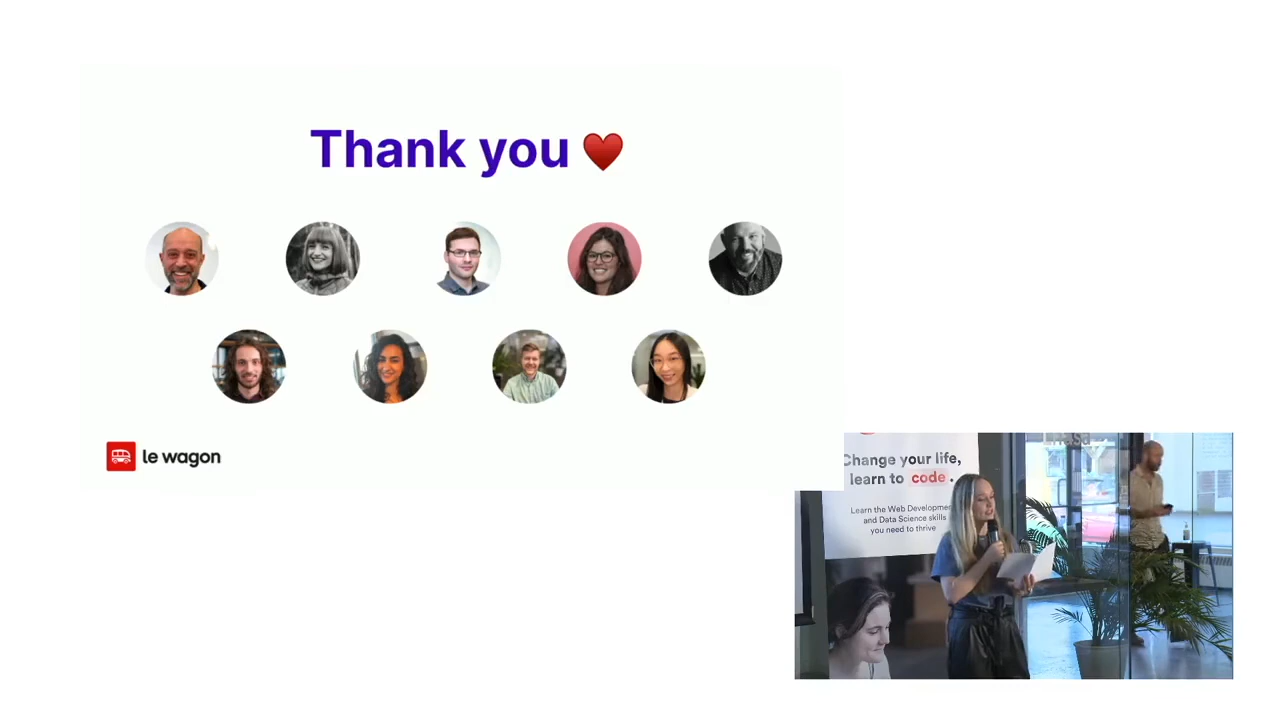 Thank you ❤️
le wagon
Change your life,
learn to code.
Learn the Web Development
and Data Science skills
you need to thrive